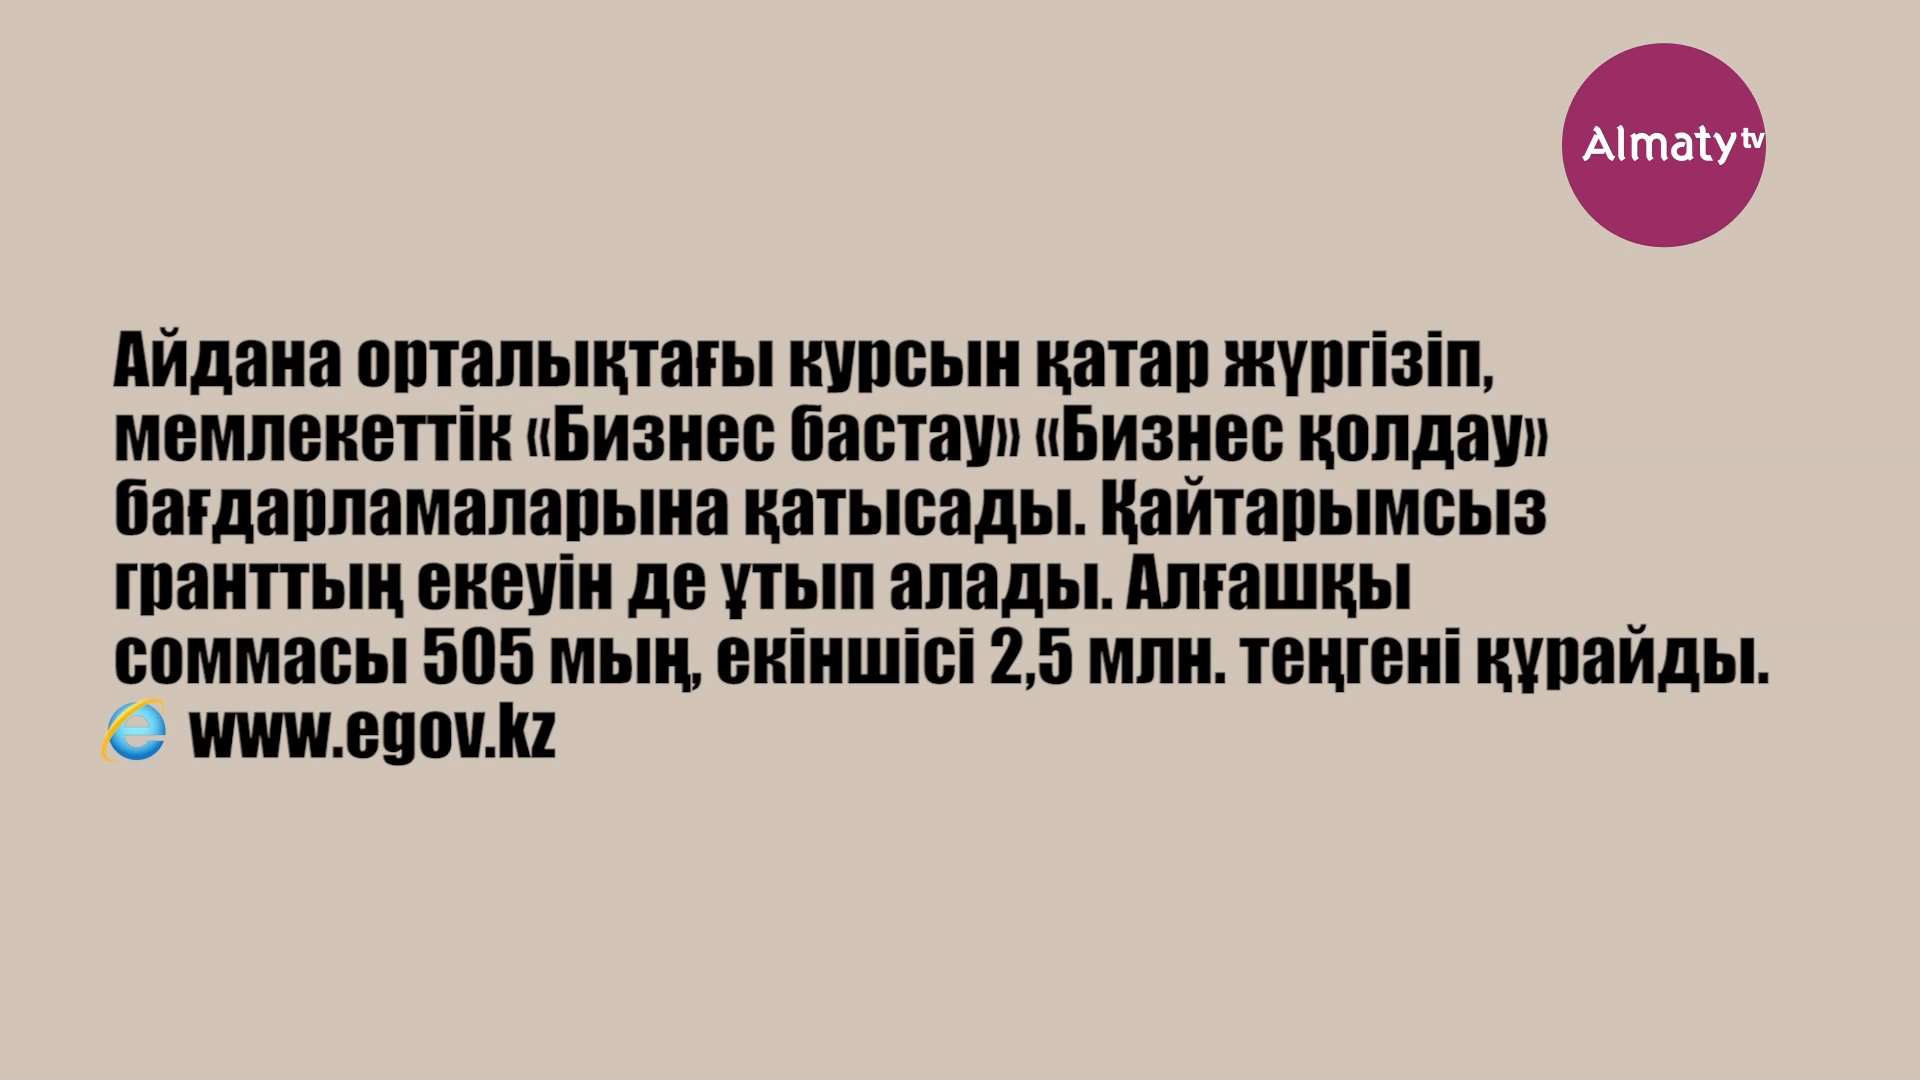 Almaty tv
Айдана орталықтағы курсын қатар жүргізіп,
мемлекеттік «Бизнес бастау» «Бизнес қолдау»
бағдарламаларына қатысады. Қайтарымсыз
гранттың екеуін де ұтып алады. Алғашқы
соммасы 505 мың, екіншісі 2,5 млн. теңгені құрайды.
www.egov.kz